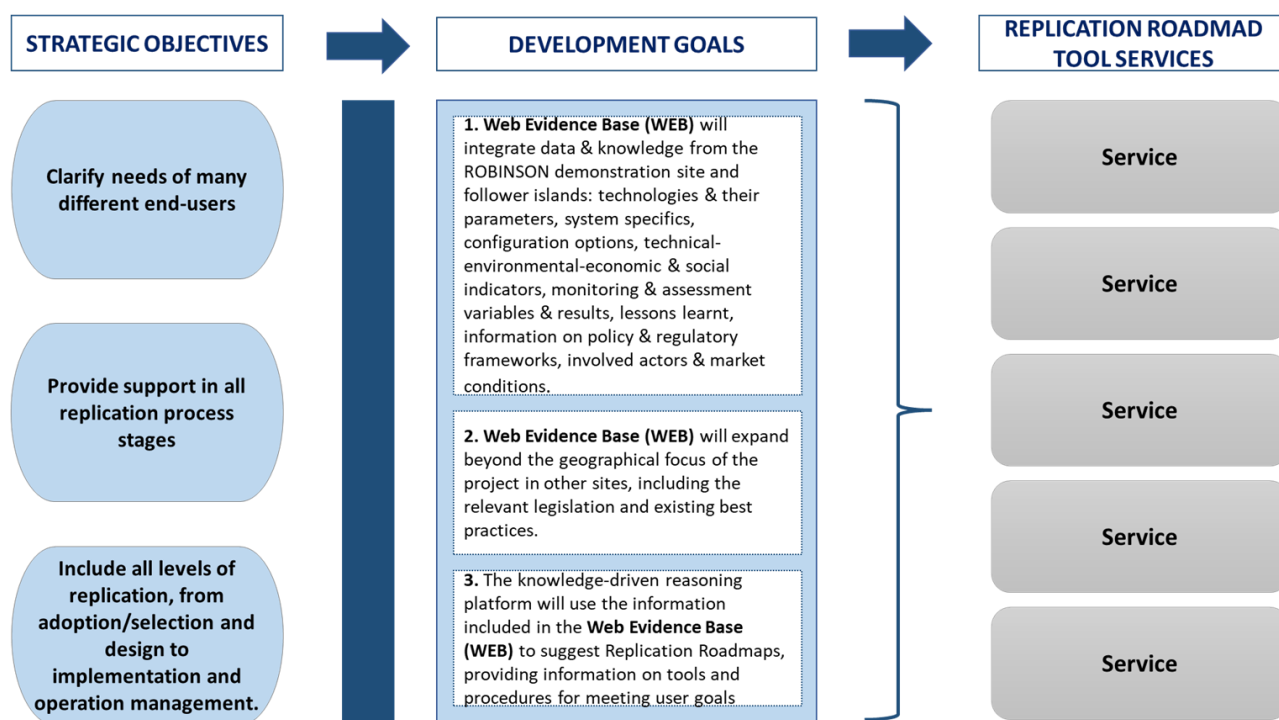 STRATEGIC OBJECTIVES
DEVELOPMENT GOALS
REPLICATION ROADMAD
TOOL SERVICES
Clarify needs of many
different end-users
Provide support in all
replication process
stages
Include all levels of
replication, from
adoption/selection and
design to
implementation and
operation management.
1. Web Evidence Base (WEB) will
integrate data & knowledge from the
ROBINSON demonstration site and
follower islands: technologies & their
parameters, system specifics,
configuration options, technical-
environmental-economic & social
indicators, monitoring & assessment
variables & results, lessons learnt,
information on policy & regulatory
frameworks, involved actors & market
conditions.
2. Web Evidence Base (WEB) will expand
beyond the geographical focus of the
project in other sites, including the
relevant legislation and existing best
practices.
3. The knowledge-driven reasoning
platform will use the information
included in the Web Evidence Base
(WEB) to suggest Replication Roadmaps,
providing information on tools and
procedures for meeting user goals
Service
Service
Service
Service
Service